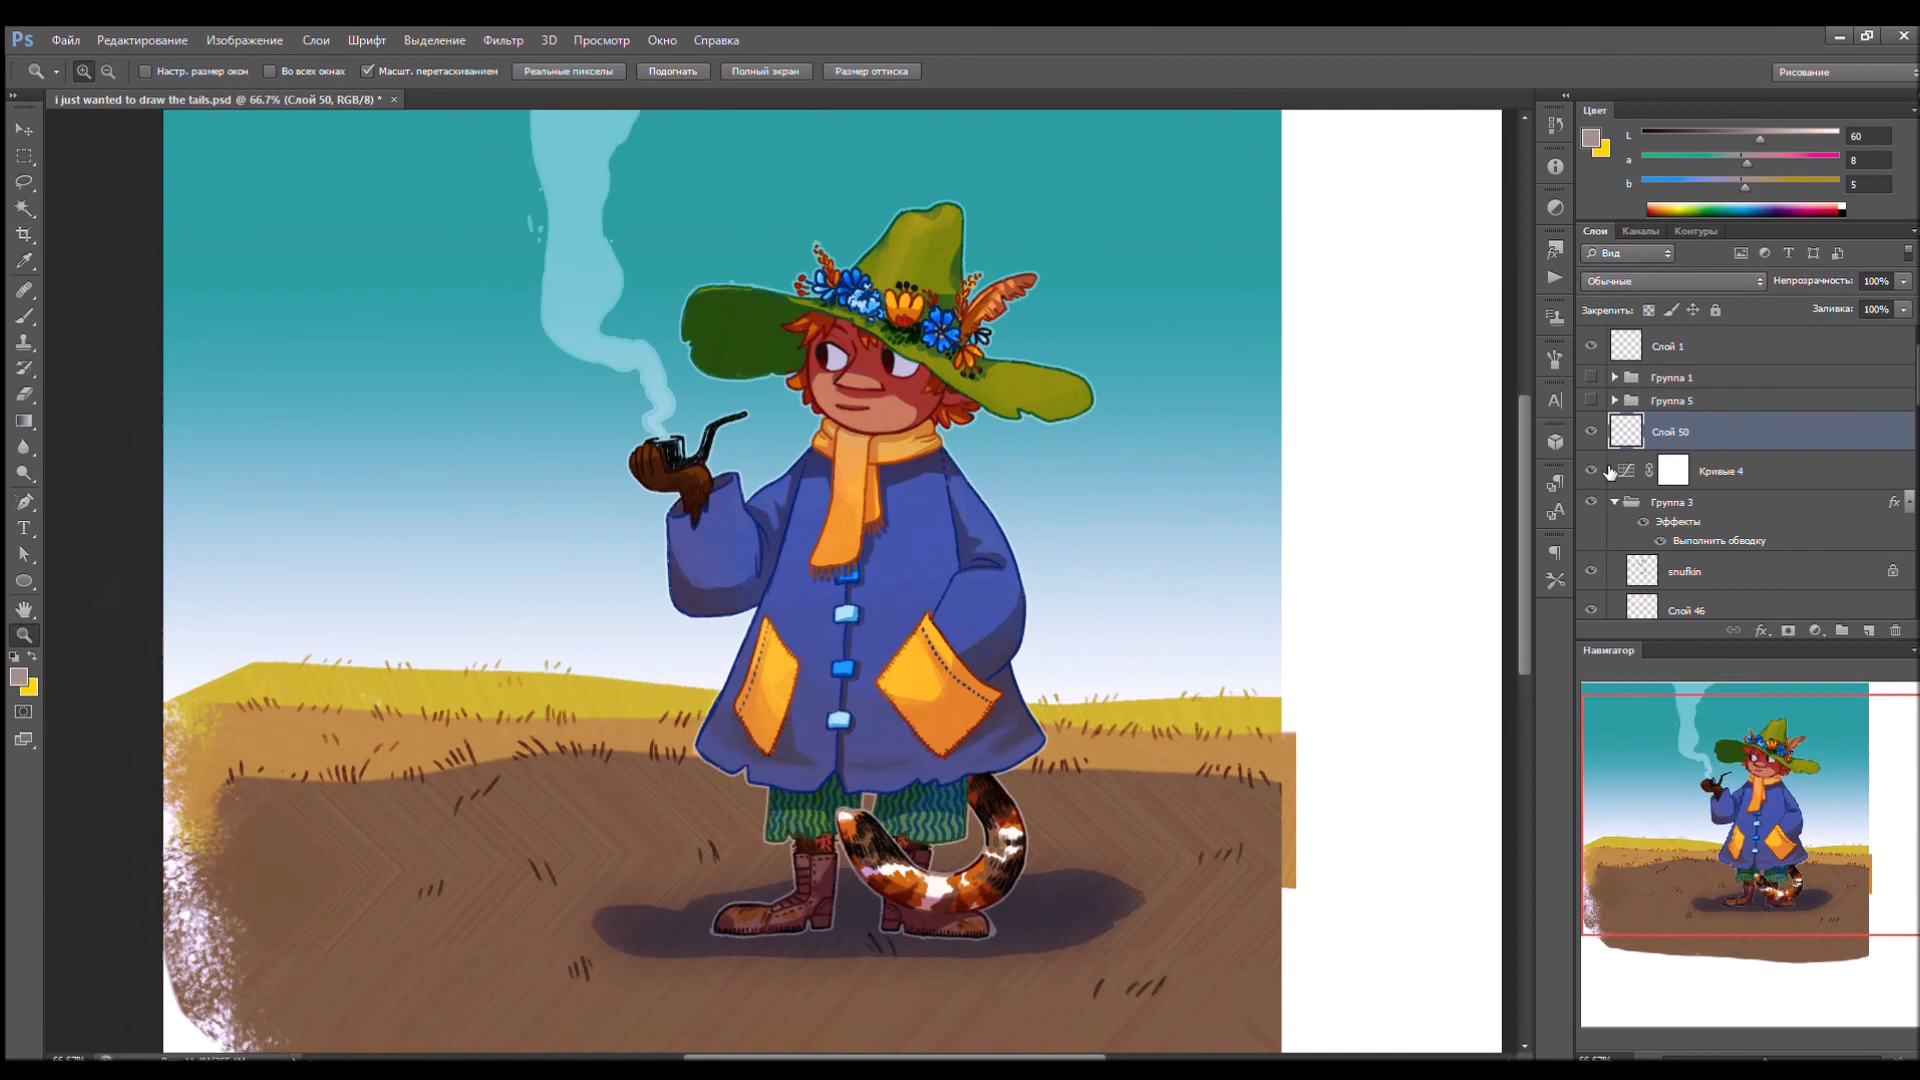 Ps Файл Редактирование Изображение Слои Шрифт Выделение Фильтр 3D Просмотр Окно Справка
Настр. размер окон Во всех окнах Масшт. перетаскиванием Реальные пикселы Подогнать Полный экран Размер оттиска Рисование
i just wanted to draw the tails.psd @ 66.7% (Слой 50, RGB/8) * ×
Цвет
L 60
a 8
b 5
Слои Каналы Контуры
Вид
Обычные Непрозрачность: 100%
Закрепить: Заливка: 100%
Слой 1
Группа 1
Группа 5
Слой 50
Кривые 4
Группа 3 fx
Эффекты
Выполнить обводку
snufkin
Слой 46
Навигатор